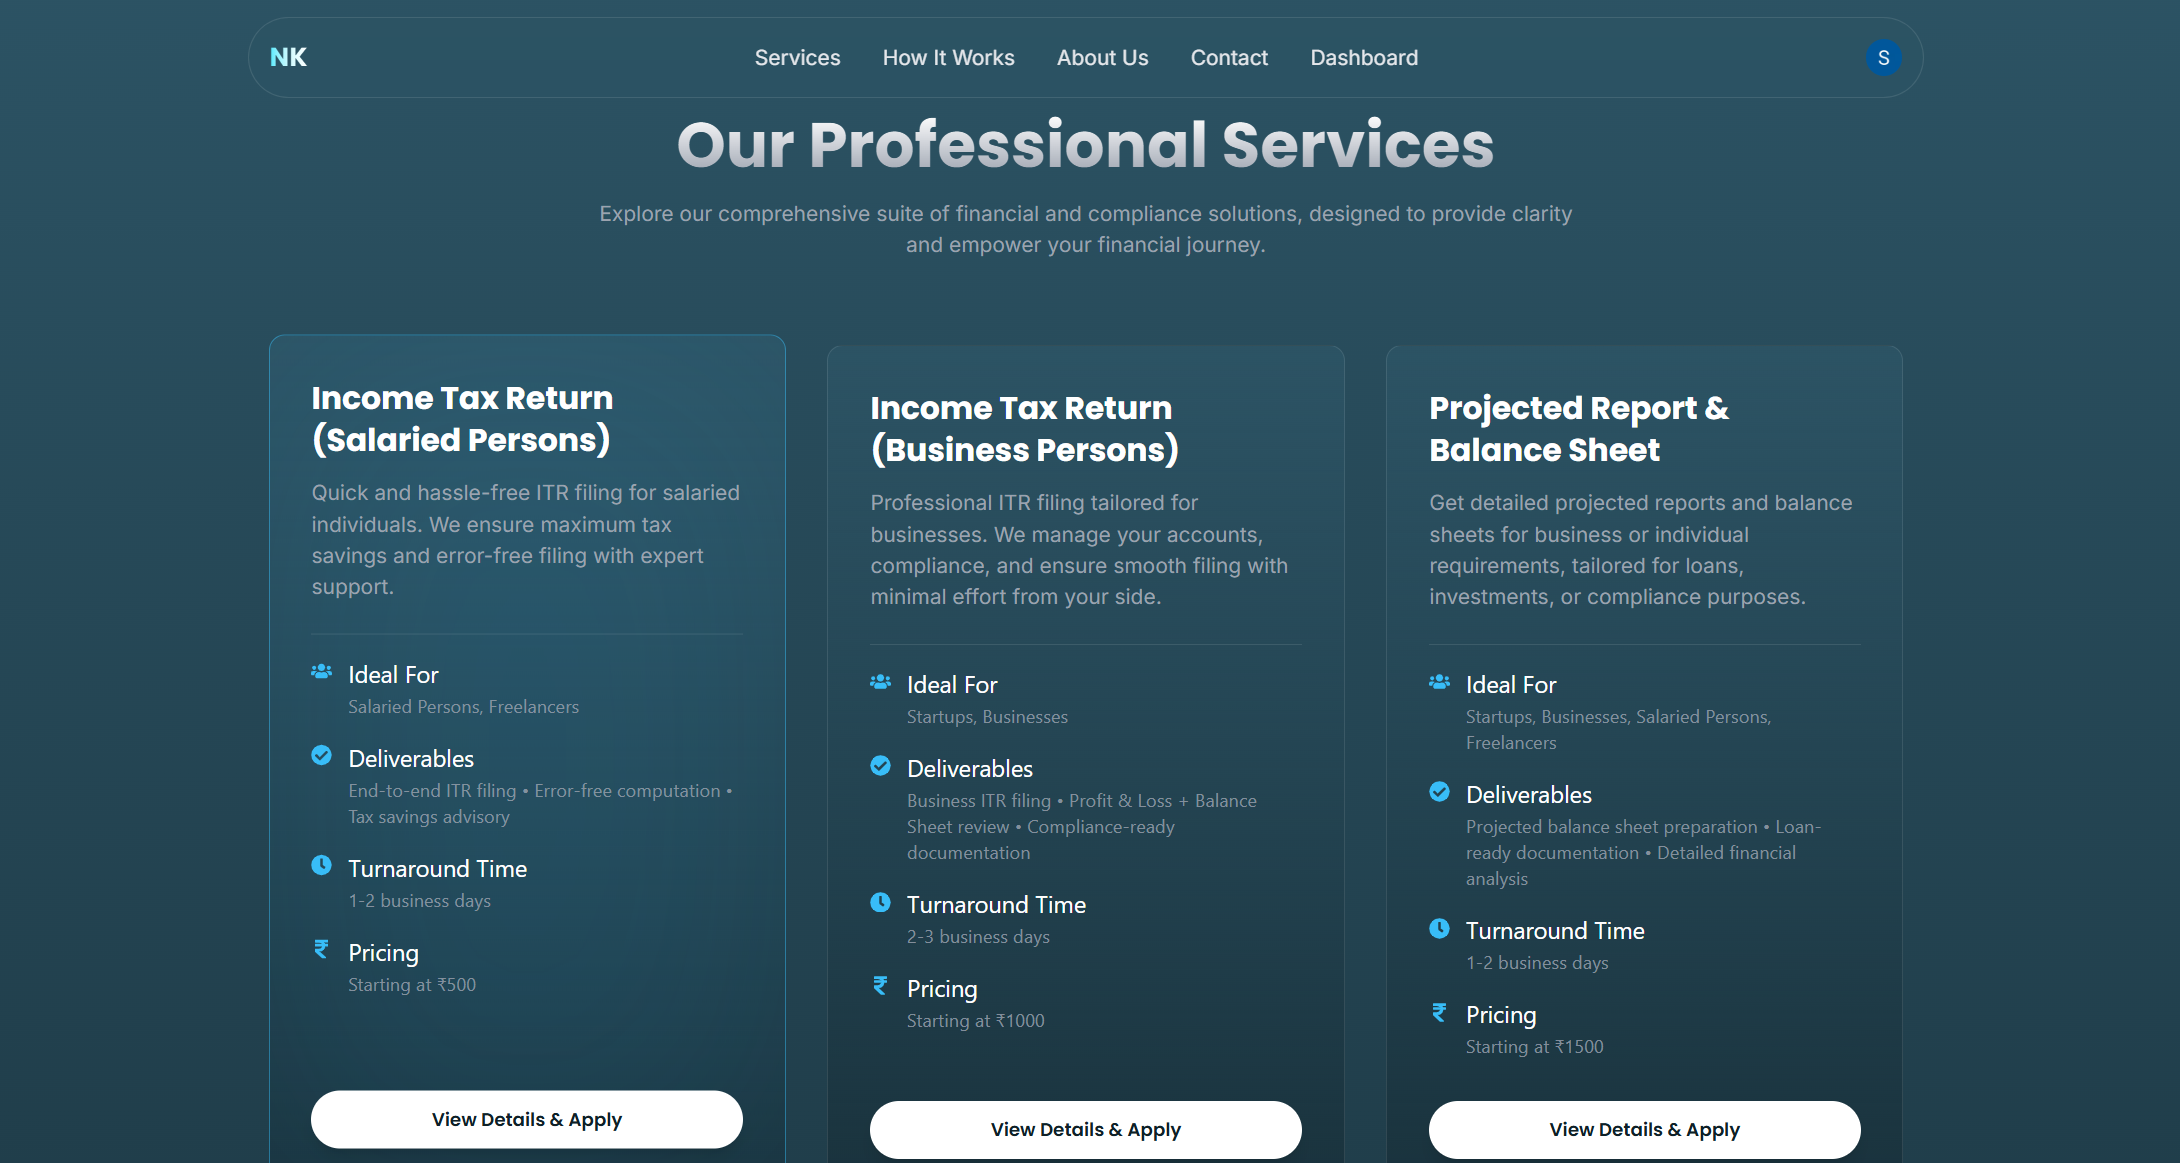 NK
Services
How It Works
About Us
Contact
Dashboard
S
Our Professional Services
Explore our comprehensive suite of financial and compliance solutions, designed to provide clarity
and empower your financial journey.
Income Tax Return
(Salaried Persons)
Quick and hassle-free ITR filing for salaried
individuals. We ensure maximum tax
savings and error-free filing with expert
support.
Ideal For
Salaried Persons, Freelancers
Deliverables
End-to-end ITR filing • Error-free computation •
Tax savings advisory
Turnaround Time
1-2 business days
Pricing
Starting at ₹500
View Details & Apply
Income Tax Return
(Business Persons)
Professional ITR filing tailored for
businesses. We manage your accounts,
compliance, and ensure smooth filing with
minimal effort from your side.
Ideal For
Startups, Businesses
Deliverables
Business ITR filing • Profit & Loss + Balance
Sheet review • Compliance-ready
documentation
Turnaround Time
2-3 business days
Pricing
Starting at ₹1000
View Details & Apply
Projected Report &
Balance Sheet
Get detailed projected reports and balance
sheets for business or individual
requirements, tailored for loans,
investments, or compliance purposes.
Ideal For
Startups, Businesses, Salaried Persons,
Freelancers
Deliverables
Projected balance sheet preparation • Loan-
ready documentation • Detailed financial
analysis
Turnaround Time
1-2 business days
Pricing
Starting at ₹1500
View Details & Apply